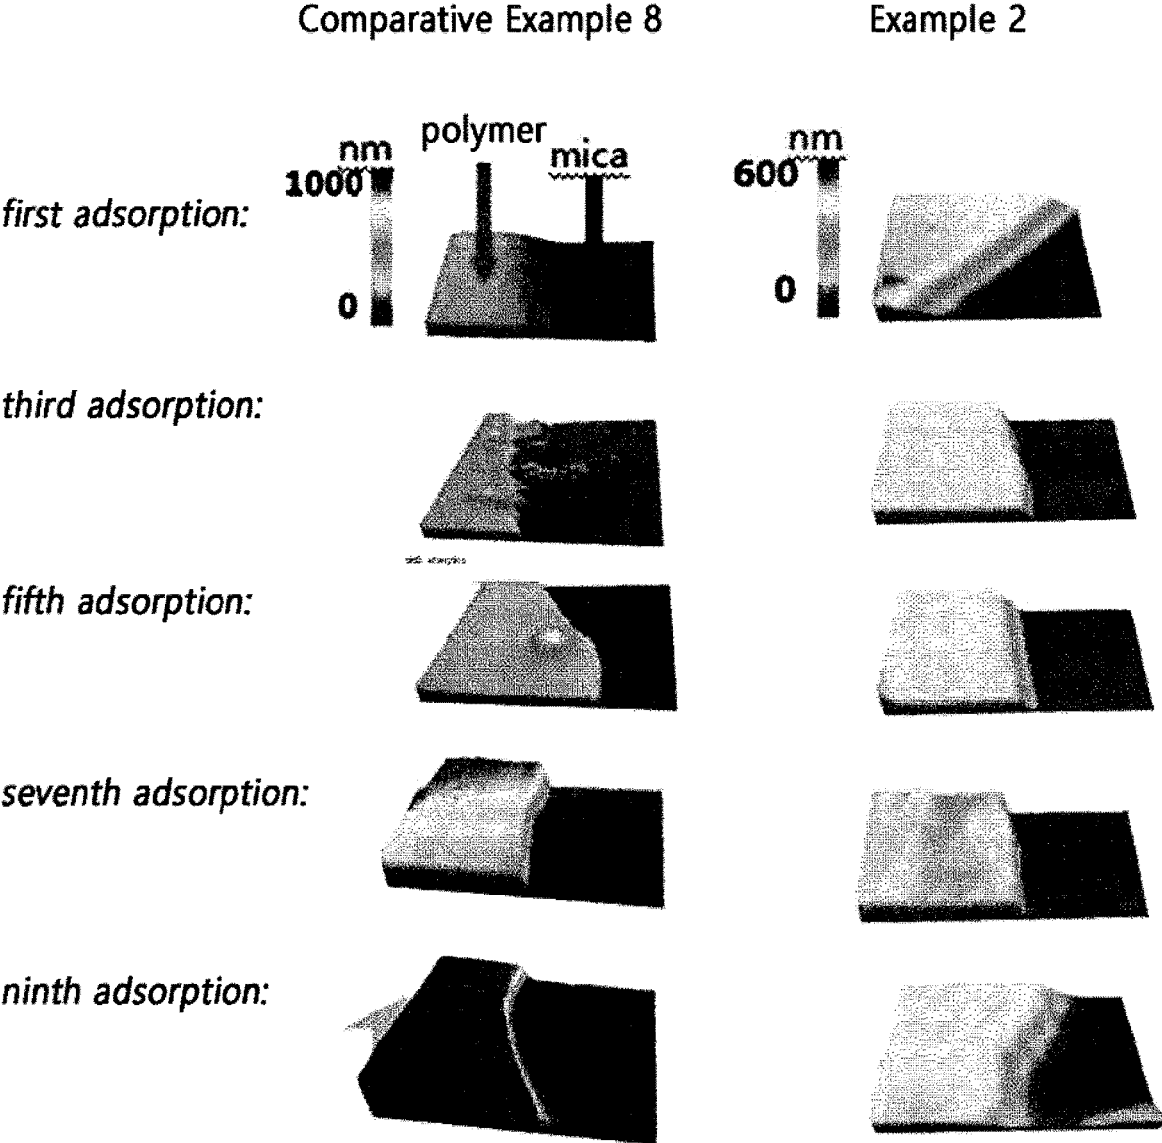 Comparative Example 8
Example 2
polymer
nm
mica
nm
1000
600
first adsorption:
0
0
third adsorption:
fifth adsorption:
seventh adsorption:
ninth adsorption: